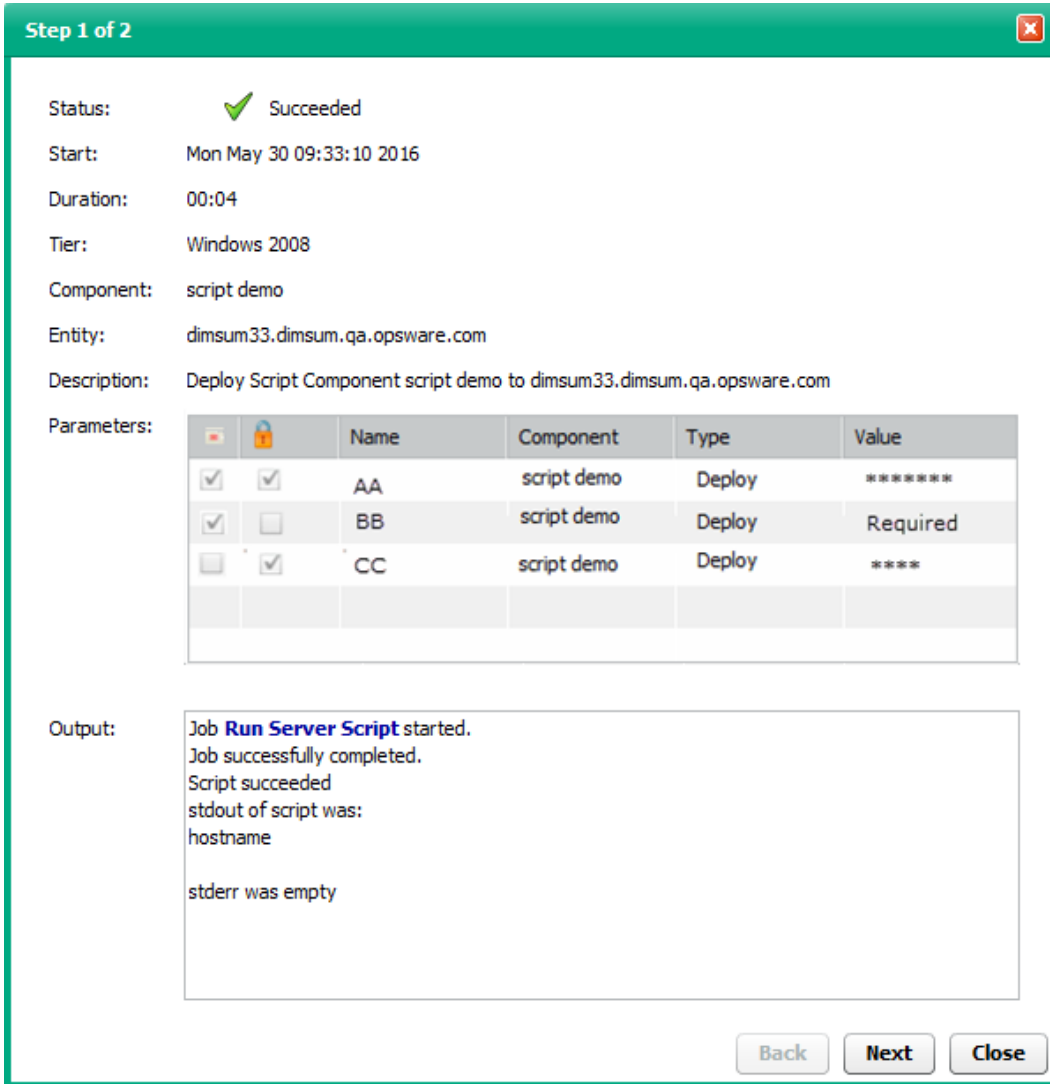 Step 1 of 2
Status: Succeeded
Start: Mon May 30 09:33:10 2016
Duration: 00:04
Tier: Windows 2008
Component: script demo
Entity: dimsum33.dimsum.qa.opsware.com
Description: Deploy Script Component script demo to dimsum33.dimsum.qa.opsware.com
Parameters:
Name Component Type Value
AA script demo Deploy *******
BB script demo Deploy Required
CC script demo Deploy ****
Output:
Job Run Server Script started.
Job successfully completed.
Script succeeded
stdout of script was:
hostname
stderr was empty
Back Next Close